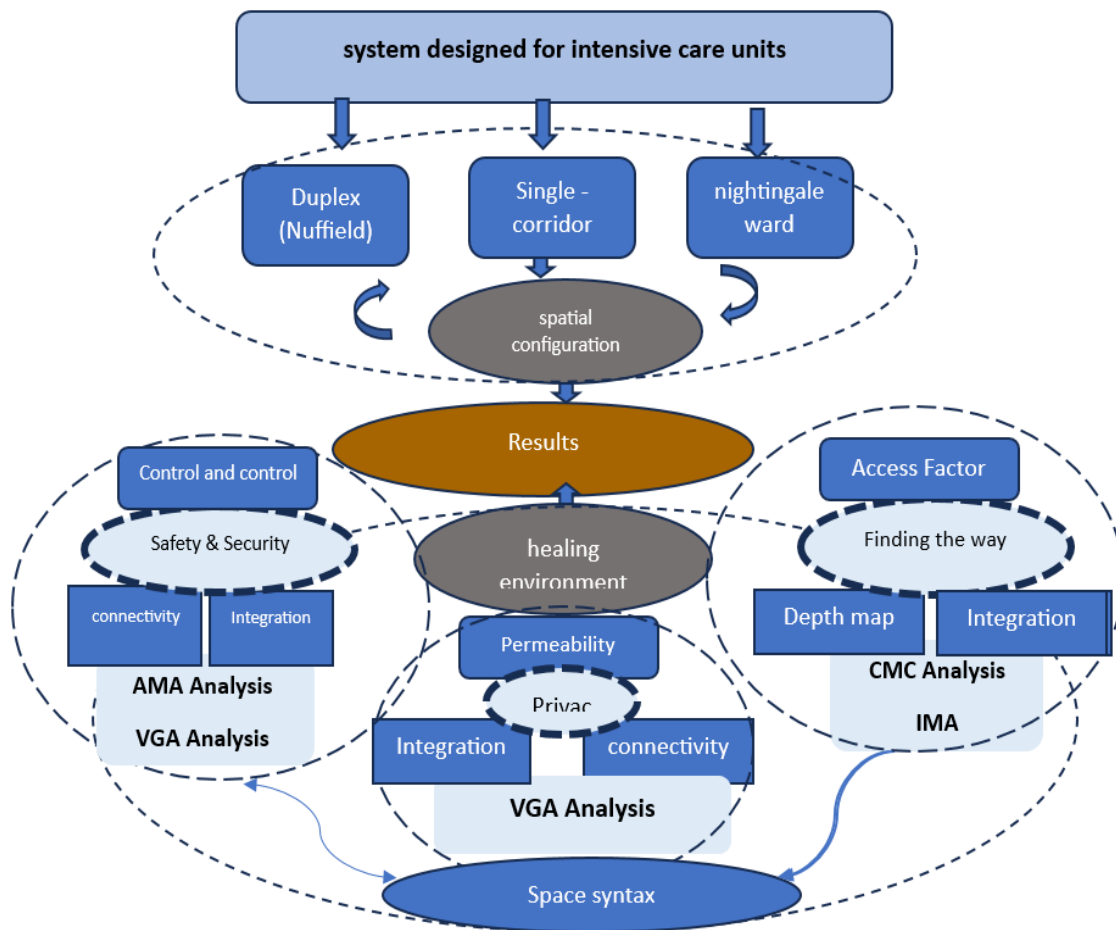 system designed for intensive care units
Duplex
(Nuffield)
Single -
corridor
nightingale
ward
spatial
configuration
Results
Control and control
Safety & Security
connectivity
Integration
AMA Analysis
VGA Analysis
healing
environment
Permeability
Privac
Integration
connectivity
VGA Analysis
Access Factor
Finding the way
Depth map
Integration
CMC Analysis
IMA
Space syntax